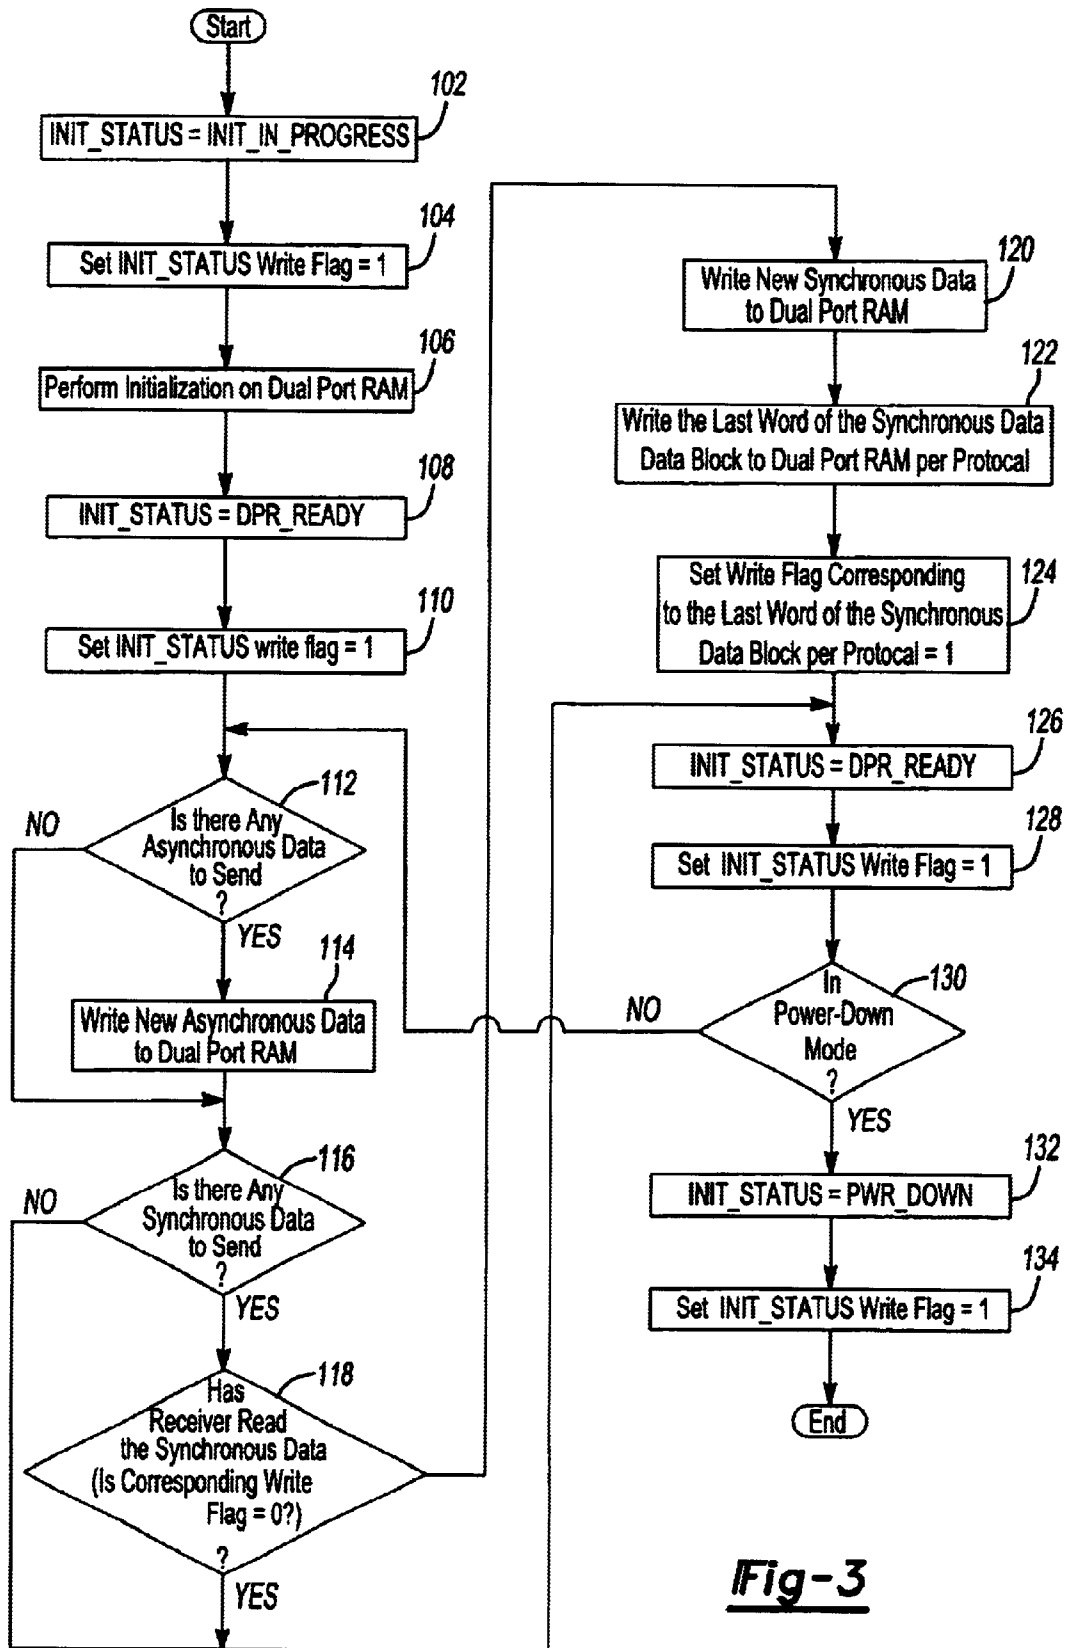 Start
102
INIT_STATUS = INIT_IN_PROGRESS
104
Set INIT_STATUS Write Flag = 1
106
Perform Initialization on Dual Port RAM
108
INIT_STATUS = DPR_READY
110
Set INIT_STATUS write flag = 1
112
NO
Is there Any
Asynchronous Data
to Send
?
YES
114
Write New Asynchronous Data
to Dual Port RAM
116
NO
Is there Any
Synchronous Data
to Send
?
YES
118
Has
Receiver Read
the Synchronous Data
(Is Corresponding Write
Flag = 0?)
?
YES
120
Write New Synchronous Data
to Dual Port RAM
122
Write the Last Word of the Synchronous Data
Data Block to Dual Port RAM per Protocal
124
Set Write Flag Corresponding
to the Last Word of the Synchronous
Data Block per Protocal = 1
126
INIT_STATUS = DPR_READY
128
Set INIT_STATUS Write Flag = 1
130
NO
In
Power-Down
Mode
?
YES
132
INIT_STATUS = PWR_DOWN
134
Set INIT_STATUS Write Flag = 1
End
Fig-3